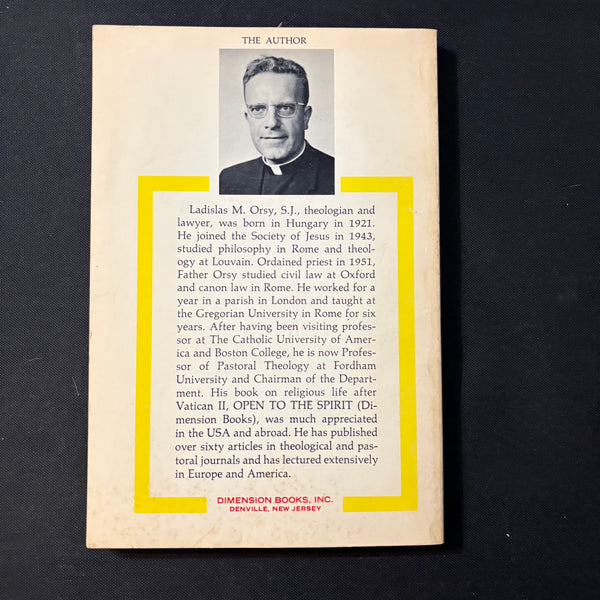 THE AUTHOR
Ladislas M. Orsy, S.J., theologian and
lawyer, was born in Hungary in 1921.
He joined the Society of Jesus in 1943,
studied philosophy in Rome and theol-
ogy at Louvain. Ordained priest in 1951,
Father Orsy studied civil law at Oxford
and canon law in Rome. He worked for a
year in a parish in London and taught at
the Gregorian University in Rome for six
years. After having been visiting profes-
sor at The Catholic University of Amer-
ica and Boston College, he is now Profes-
sor of Pastoral Theology at Fordham
University and Chairman of the Depart-
ment. His book on religious life after
Vatican II, OPEN TO THE SPIRIT (Di-
mension Books), was much appreciated
in the USA and abroad. He has published
over sixty articles in theological and pas-
toral journals and has lectured extensively
in Europe and America.
DIMENSION BOOKS, INC.
DENVILLE, NEW JERSEY